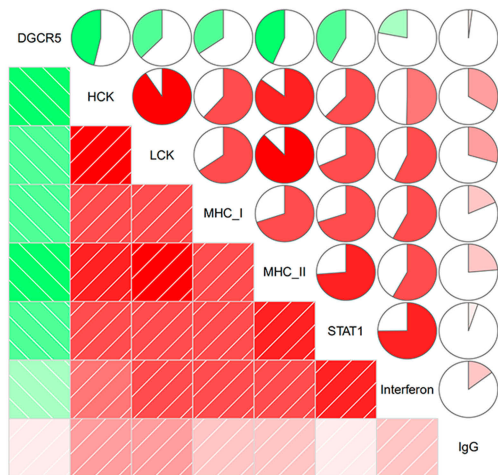 DGCR5
HCK
LCK
MHC_I
MHC_II
STAT1
Interferon
IgG